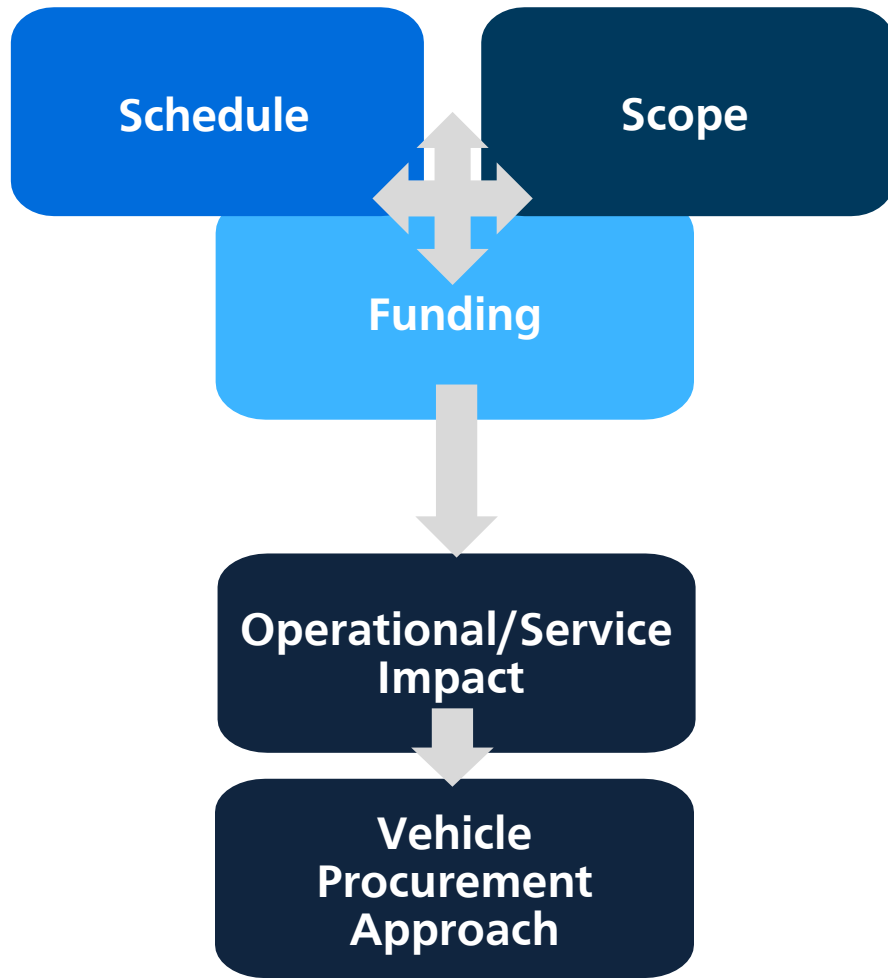 Schedule
Scope
Funding
Operational/Service
Impact
Vehicle
Procurement
Approach